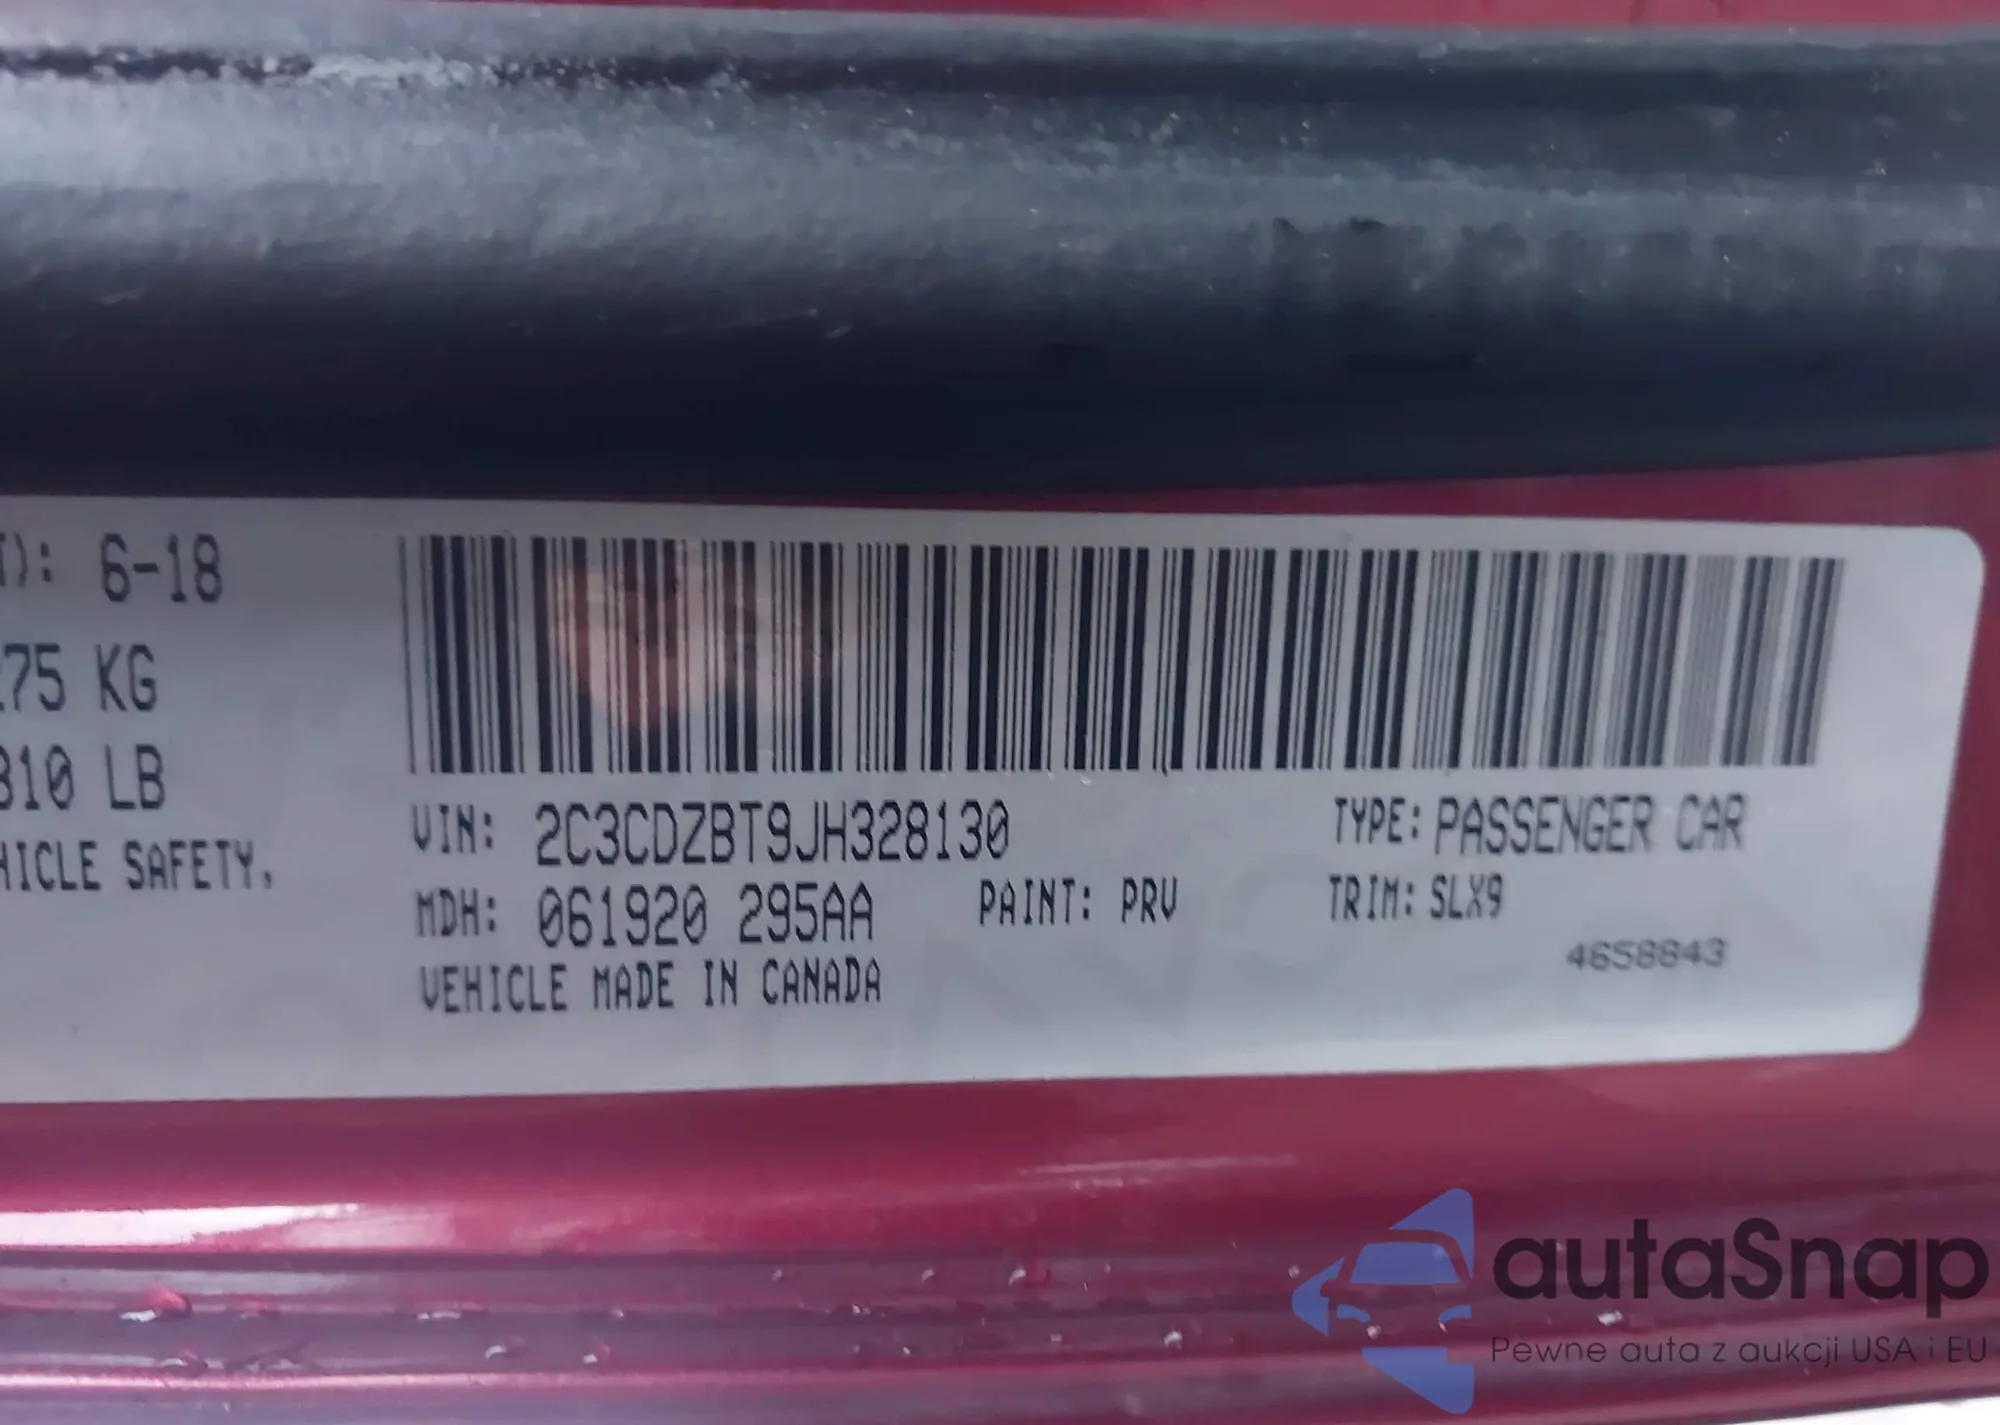 T): 6-18
275 KG
310 LB
HICLE SAFETY,
VIN: 2C3CDZBT9JH328130
TYPE: PASSENGER CAR
MDH: 061920 295AA
PAINT: PRV
TRIM: SLX9
4658843
VEHICLE MADE IN CANADA
autaSnap
Pewne auta z aukcji USA i EU